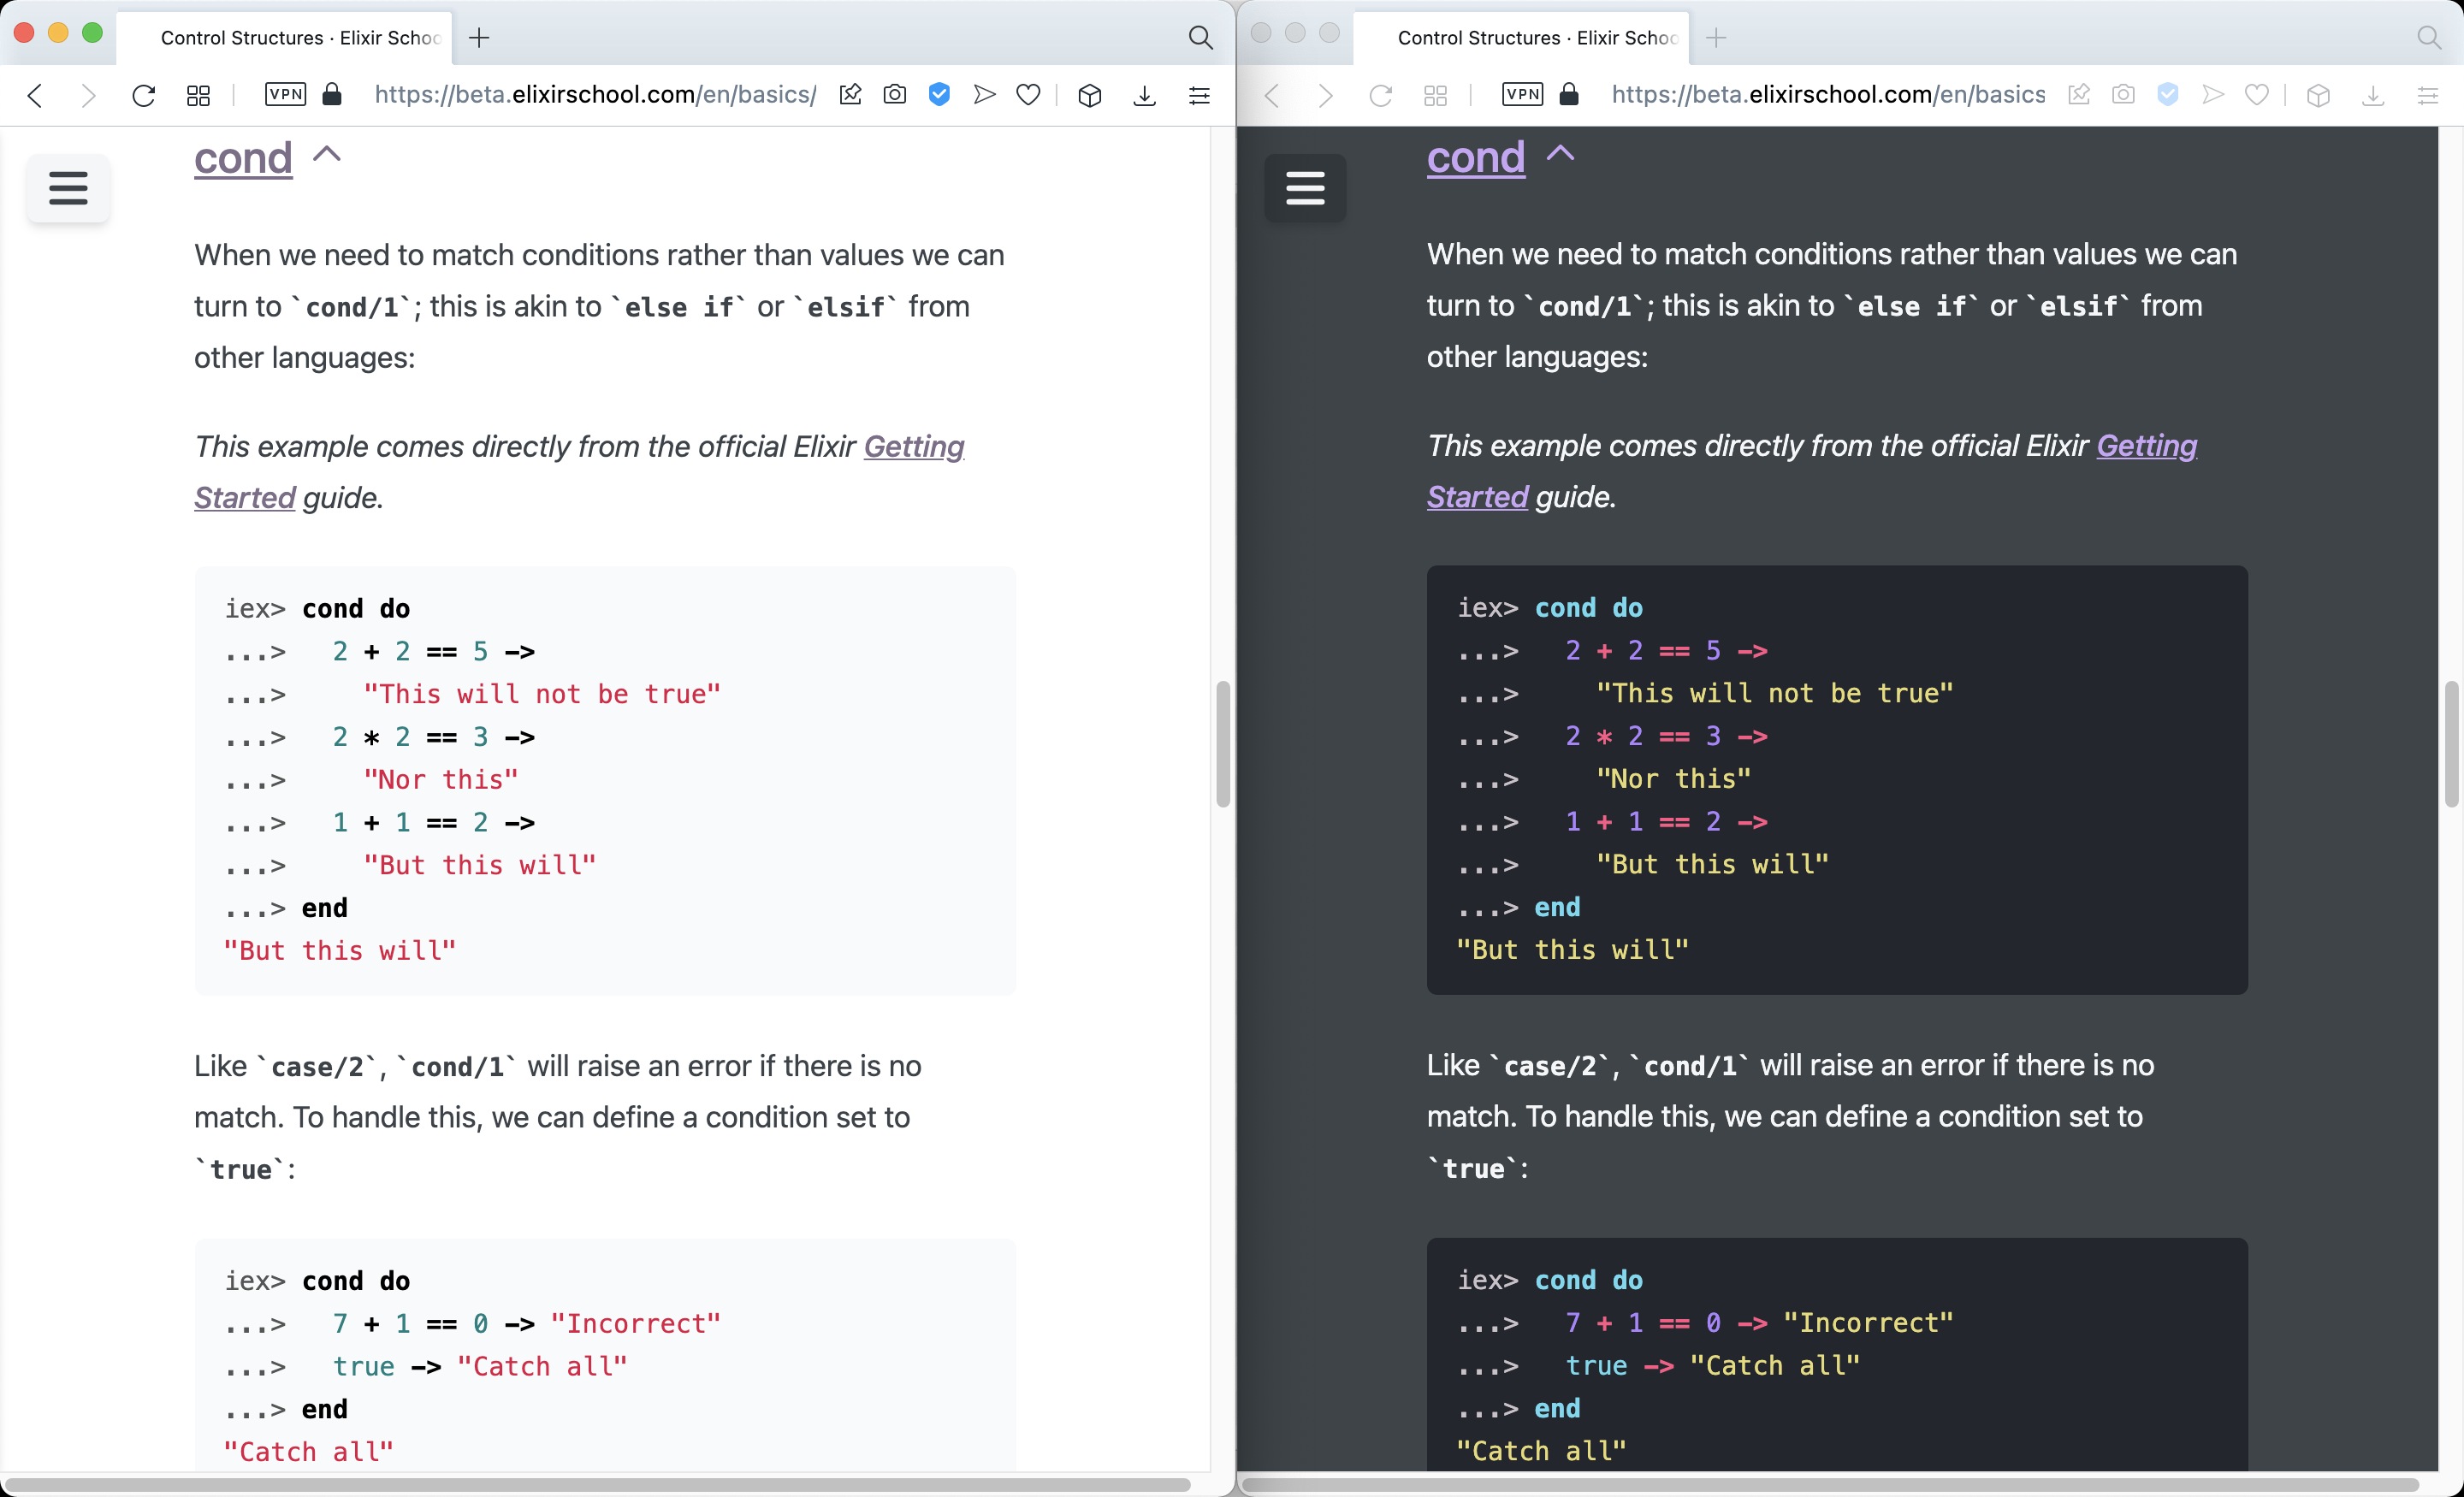 Control Structures · Elixir Schoo
VPN
https://beta.elixirschool.com/en/basics/
cond
When we need to match conditions rather than values we can
turn to `cond/1`; this is akin to `else if` or `elsif` from
other languages:
This example comes directly from the official Elixir Getting
Started guide.
iex> cond do
...>   2 + 2 == 5 ->
...>     "This will not be true"
...>   2 * 2 == 3 ->
...>     "Nor this"
...>   1 + 1 == 2 ->
...>     "But this will"
...> end
"But this will"
Like `case/2`, `cond/1` will raise an error if there is no
match. To handle this, we can define a condition set to
`true`:
iex> cond do
...>   7 + 1 == 0 -> "Incorrect"
...>   true -> "Catch all"
...> end
"Catch all"
Control Structures · Elixir Schoo
VPN
https://beta.elixirschool.com/en/basics
cond
When we need to match conditions rather than values we can
turn to `cond/1`; this is akin to `else if` or `elsif` from
other languages:
This example comes directly from the official Elixir Getting
Started guide.
iex> cond do
...>   2 + 2 == 5 ->
...>     "This will not be true"
...>   2 * 2 == 3 ->
...>     "Nor this"
...>   1 + 1 == 2 ->
...>     "But this will"
...> end
"But this will"
Like `case/2`, `cond/1` will raise an error if there is no
match. To handle this, we can define a condition set to
`true`:
iex> cond do
...>   7 + 1 == 0 -> "Incorrect"
...>   true -> "Catch all"
...> end
"Catch all"